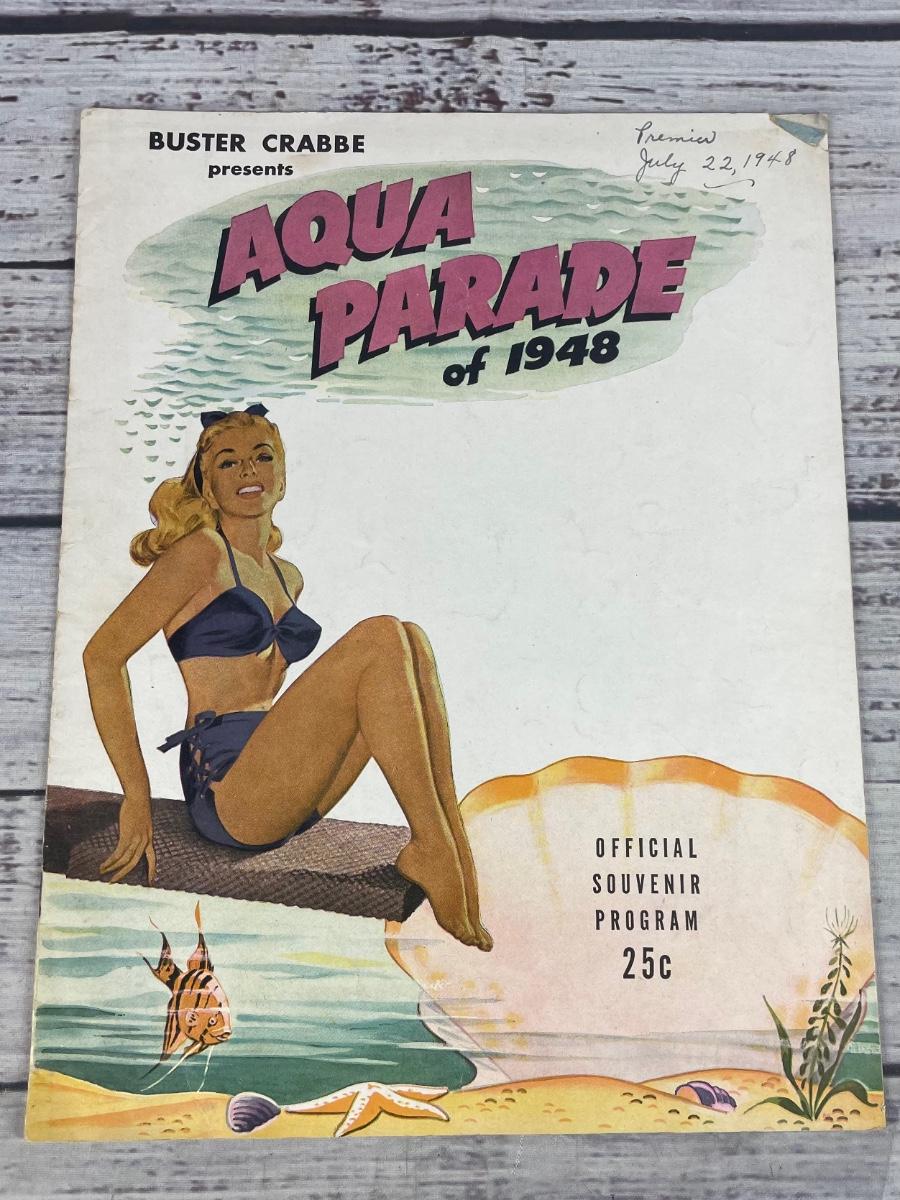 BUSTER CRABBE
presents
Premier
July 22, 1948
AQUA
PARADE
of 1948
OFFICIAL
SOUVENIR
PROGRAM
25c